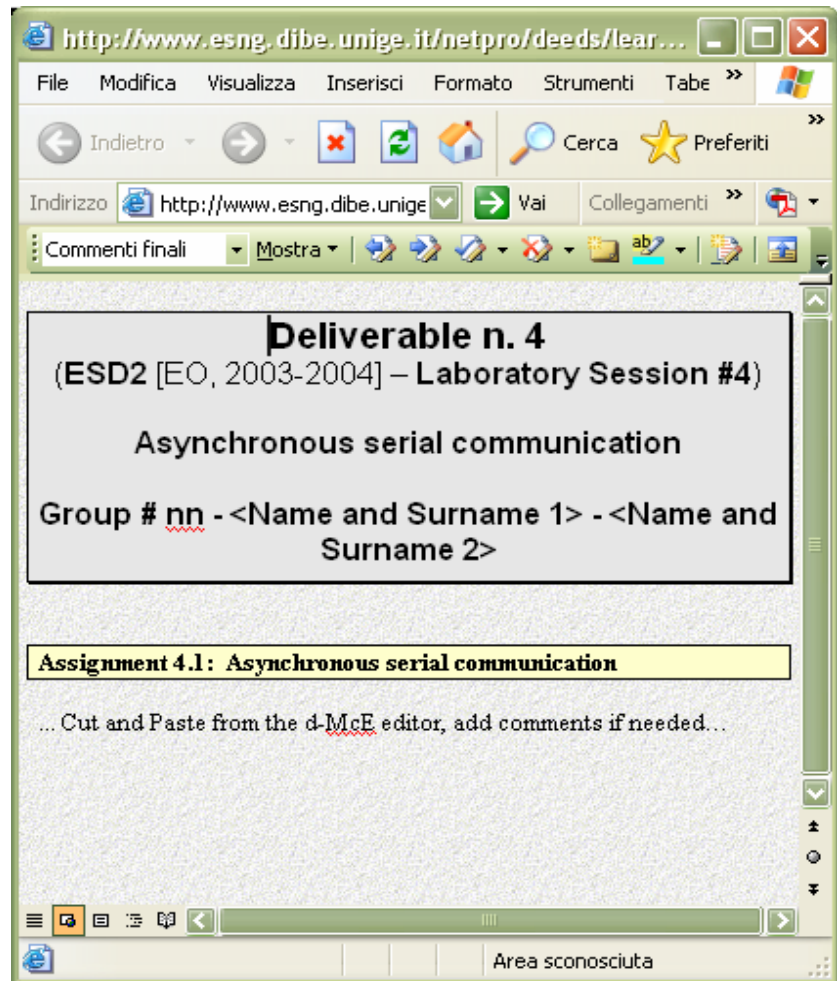 http://www.esng.dibe.unige.it/netpro/deeds/lear...
File Modifica Visualizza Inserisci Formato Strumenti Tabe »
Indietro Cerca Preferiti »
Indirizzo http://www.esng.dibe.unige Vai Collegamenti »
Commenti finali Mostra ab
Deliverable n. 4
(ESD2 [EO, 2003-2004] – Laboratory Session #4)
Asynchronous serial communication
Group # nn - <Name and Surname 1> - <Name and
Surname 2>
Assignment 4.1: Asynchronous serial communication
... Cut and Paste from the d-McE editor, add comments if needed...
Area sconosciuta